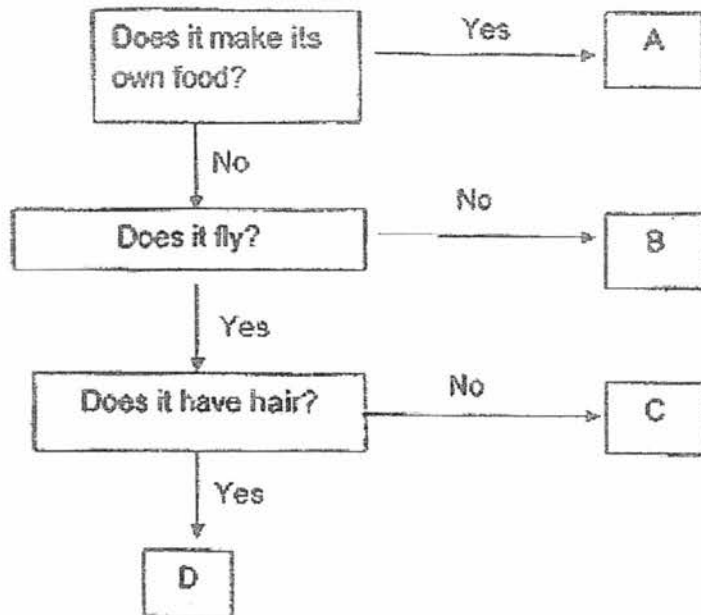 Does it make its
own food?
Yes
A
No
Does it fly?
No
B
Yes
Does it have hair?
No
C
Yes
D